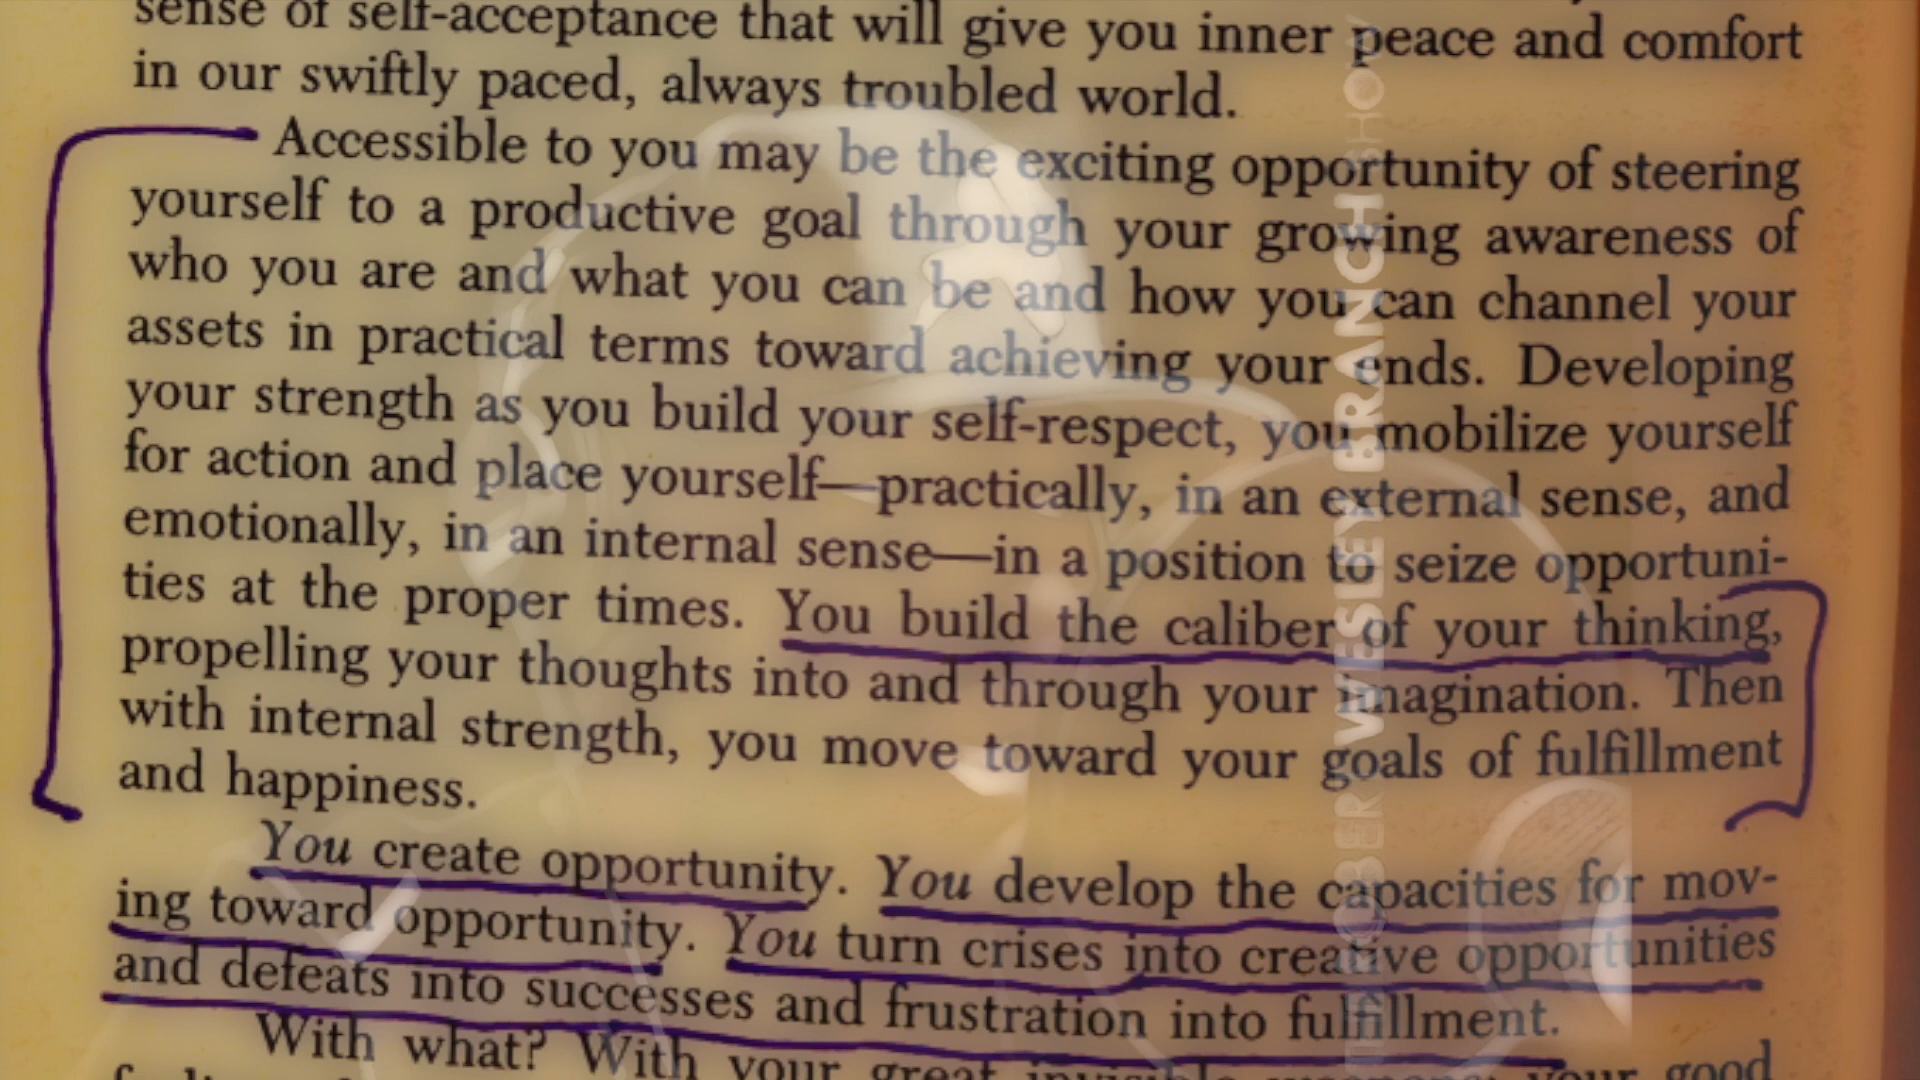 sense of self-acceptance that will give you inner peace and comfort
in our swiftly paced, always troubled world.
Accessible to you may be the exciting opportunity of steering
yourself to a productive goal through your growing awareness of
who you are and what you can be and how you can channel your
assets in practical terms toward achieving your ends. Developing
your strength as you build your self-respect, you mobilize yourself
for action and place yourself—practically, in an external sense, and
emotionally, in an internal sense—in a position to seize opportuni-
ties at the proper times. You build the caliber of your thinking,
propelling your thoughts into and through your imagination. Then
with internal strength, you move toward your goals of fulfillment
and happiness.
You create opportunity. You develop the capacities for mov-
ing toward opportunity. You turn crises into creative opportunities
and defeats into successes and frustration into fulfillment.
With what? With your great invisible weapons: your good
WESLEY BRANCH SHOW